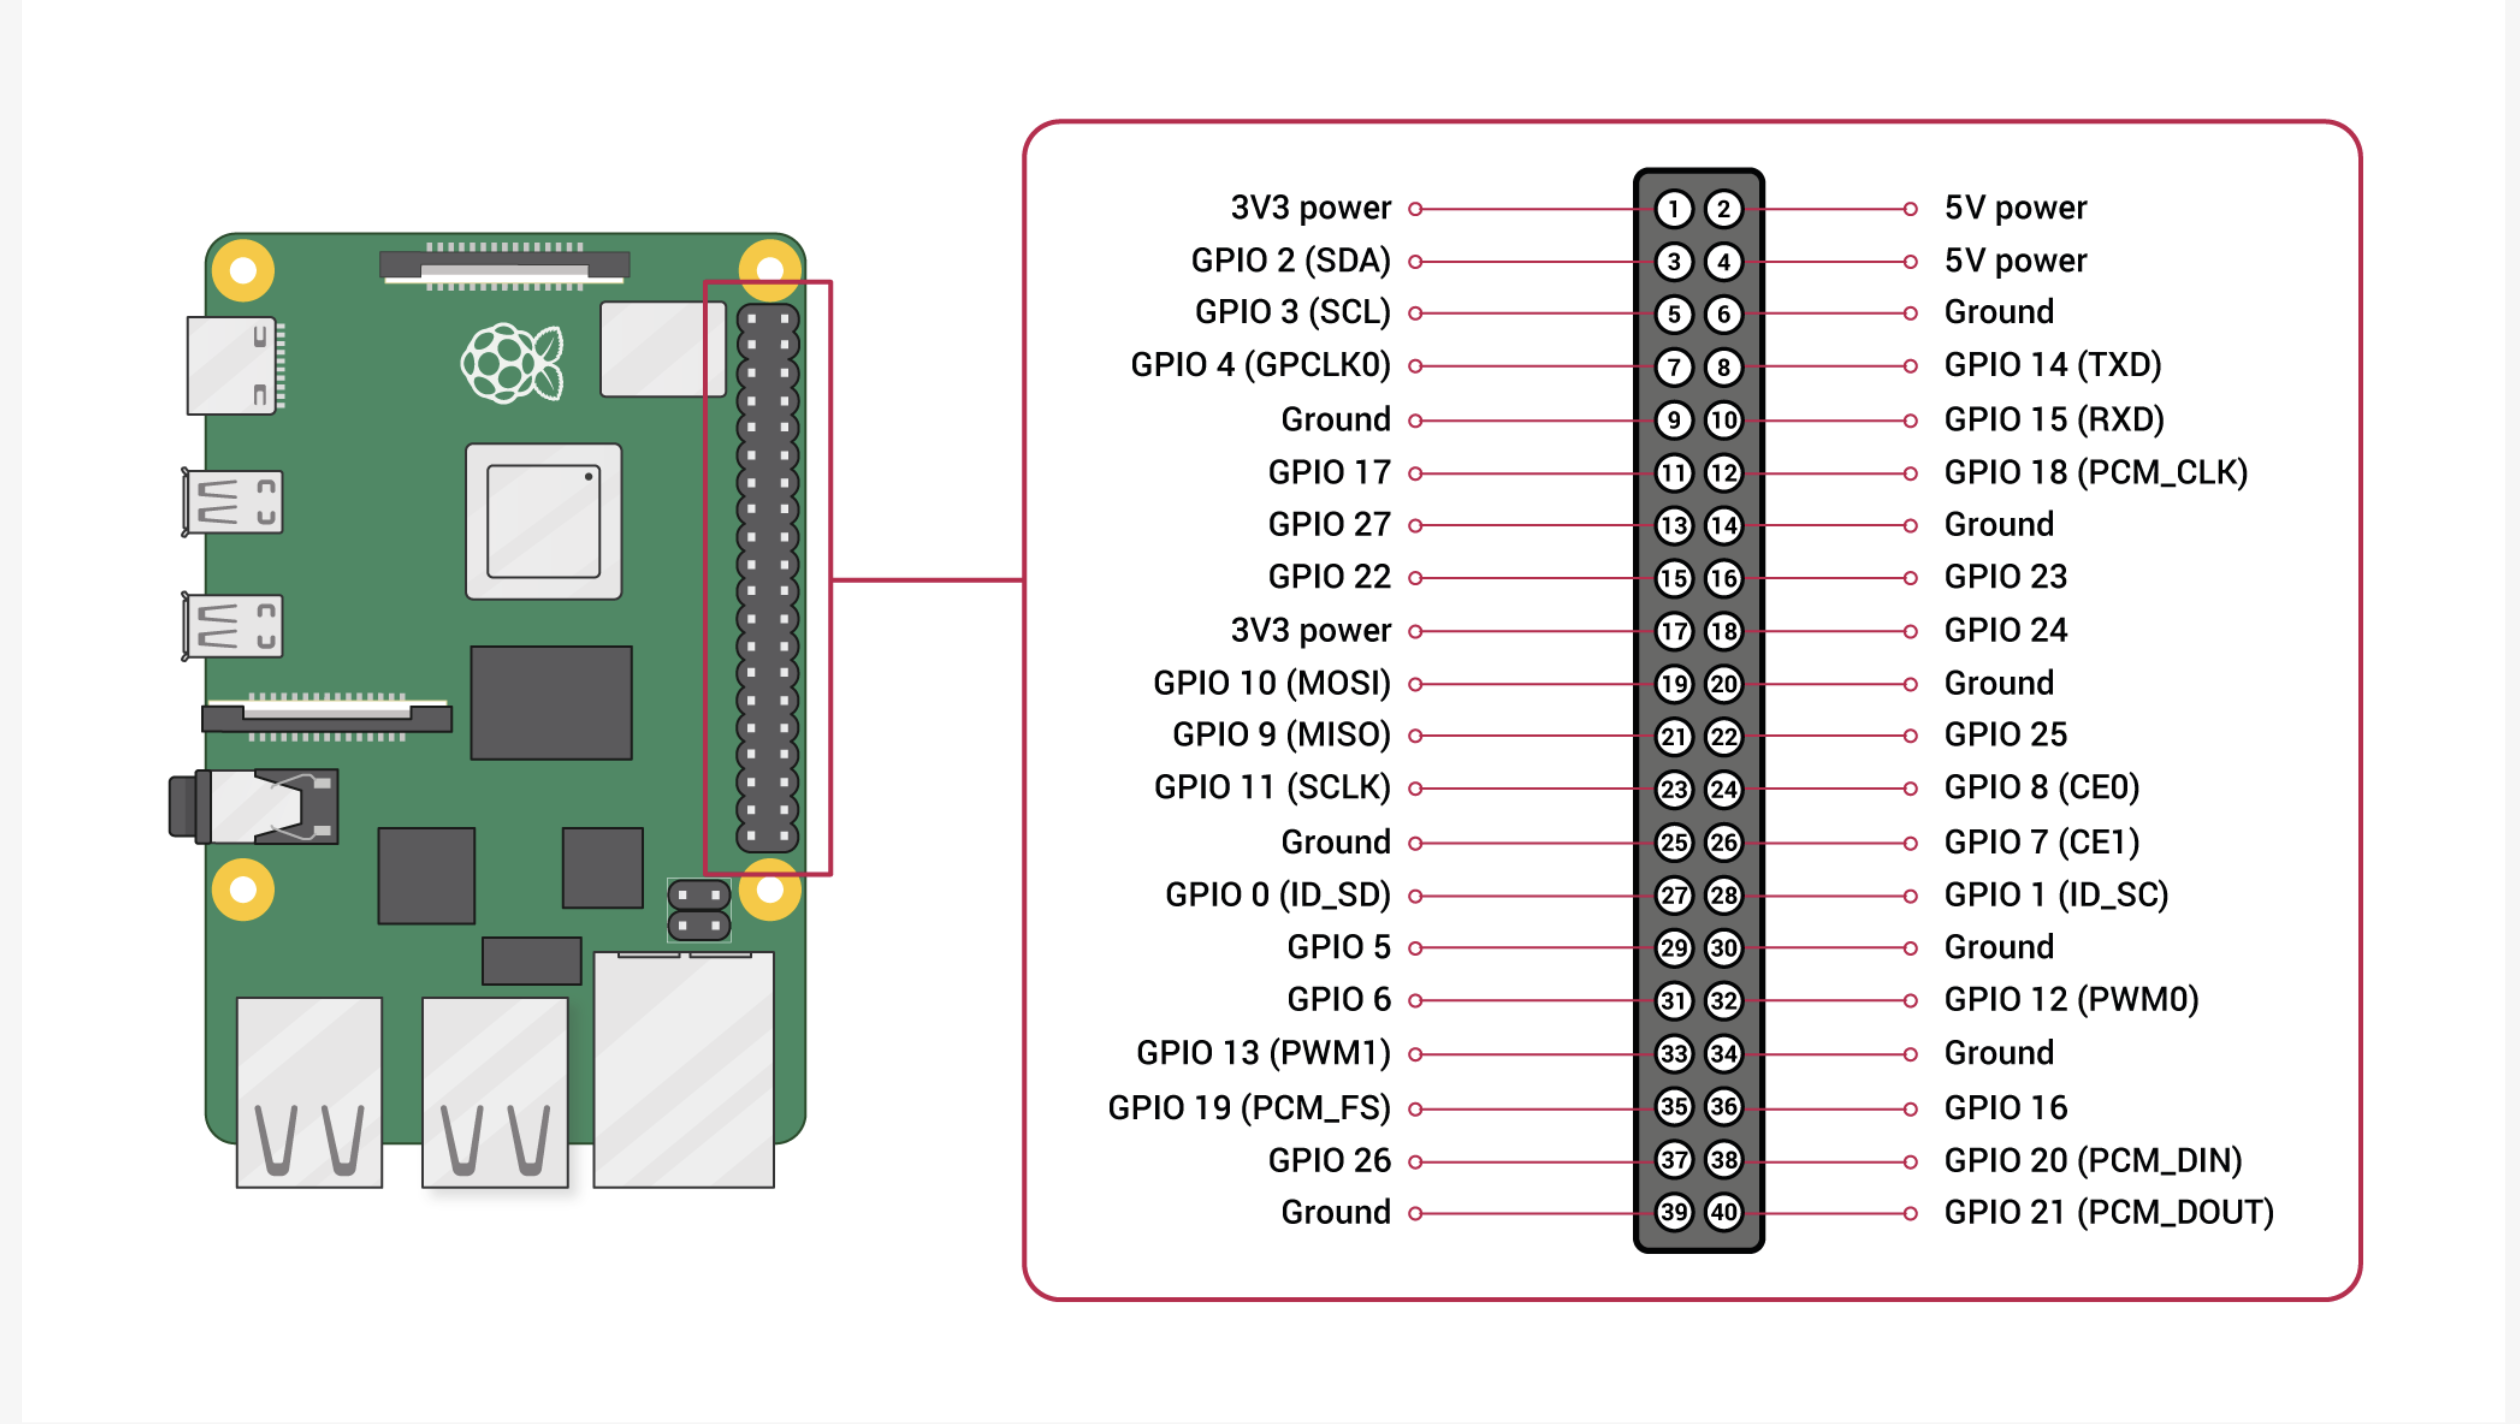 3V3 power 1 2 5V power
GPIO 2 (SDA) 3 4 5V power
GPIO 3 (SCL) 5 6 Ground
GPIO 4 (GPCLK0) 7 8 GPIO 14 (TXD)
Ground 9 10 GPIO 15 (RXD)
GPIO 17 11 12 GPIO 18 (PCM_CLK)
GPIO 27 13 14 Ground
GPIO 22 15 16 GPIO 23
3V3 power 17 18 GPIO 24
GPIO 10 (MOSI) 19 20 Ground
GPIO 9 (MISO) 21 22 GPIO 25
GPIO 11 (SCLK) 23 24 GPIO 8 (CE0)
Ground 25 26 GPIO 7 (CE1)
GPIO 0 (ID_SD) 27 28 GPIO 1 (ID_SC)
GPIO 5 29 30 Ground
GPIO 6 31 32 GPIO 12 (PWM0)
GPIO 13 (PWM1) 33 34 Ground
GPIO 19 (PCM_FS) 35 36 GPIO 16
GPIO 26 37 38 GPIO 20 (PCM_DIN)
Ground 39 40 GPIO 21 (PCM_DOUT)